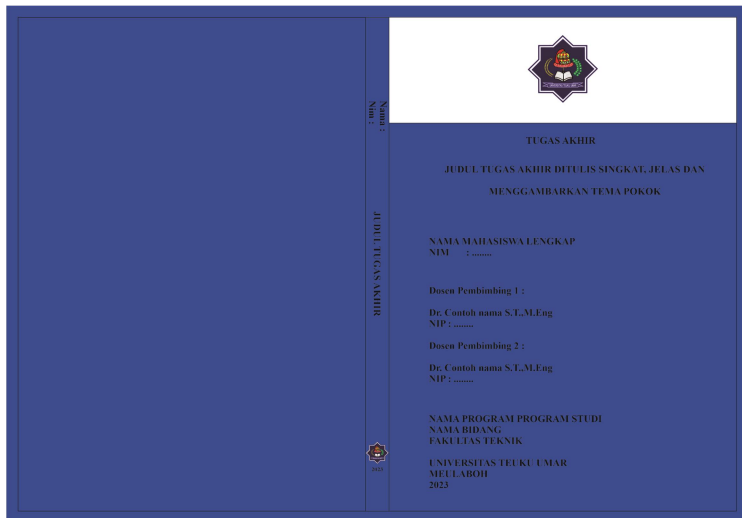 Nama :
Nim :
JUDUL TUGAS AKHIR
2023
TUGAS AKHIR
JUDUL TUGAS AKHIR DITULIS SINGKAT, JELAS DAN
MENGGAMBARKAN TEMA POKOK
NAMA MAHASISWA LENGKAP
NIM : ........
Dosen Pembimbing 1 :
Dr. Contoh nama S.T.,M.Eng
NIP : ........
Dosen Pembimbing 2 :
Dr. Contoh nama S.T.,M.Eng
NIP : ........
NAMA PROGRAM PROGRAM STUDI
NAMA BIDANG
FAKULTAS TEKNIK
UNIVERSITAS TEUKU UMAR
MEULABOH
2023